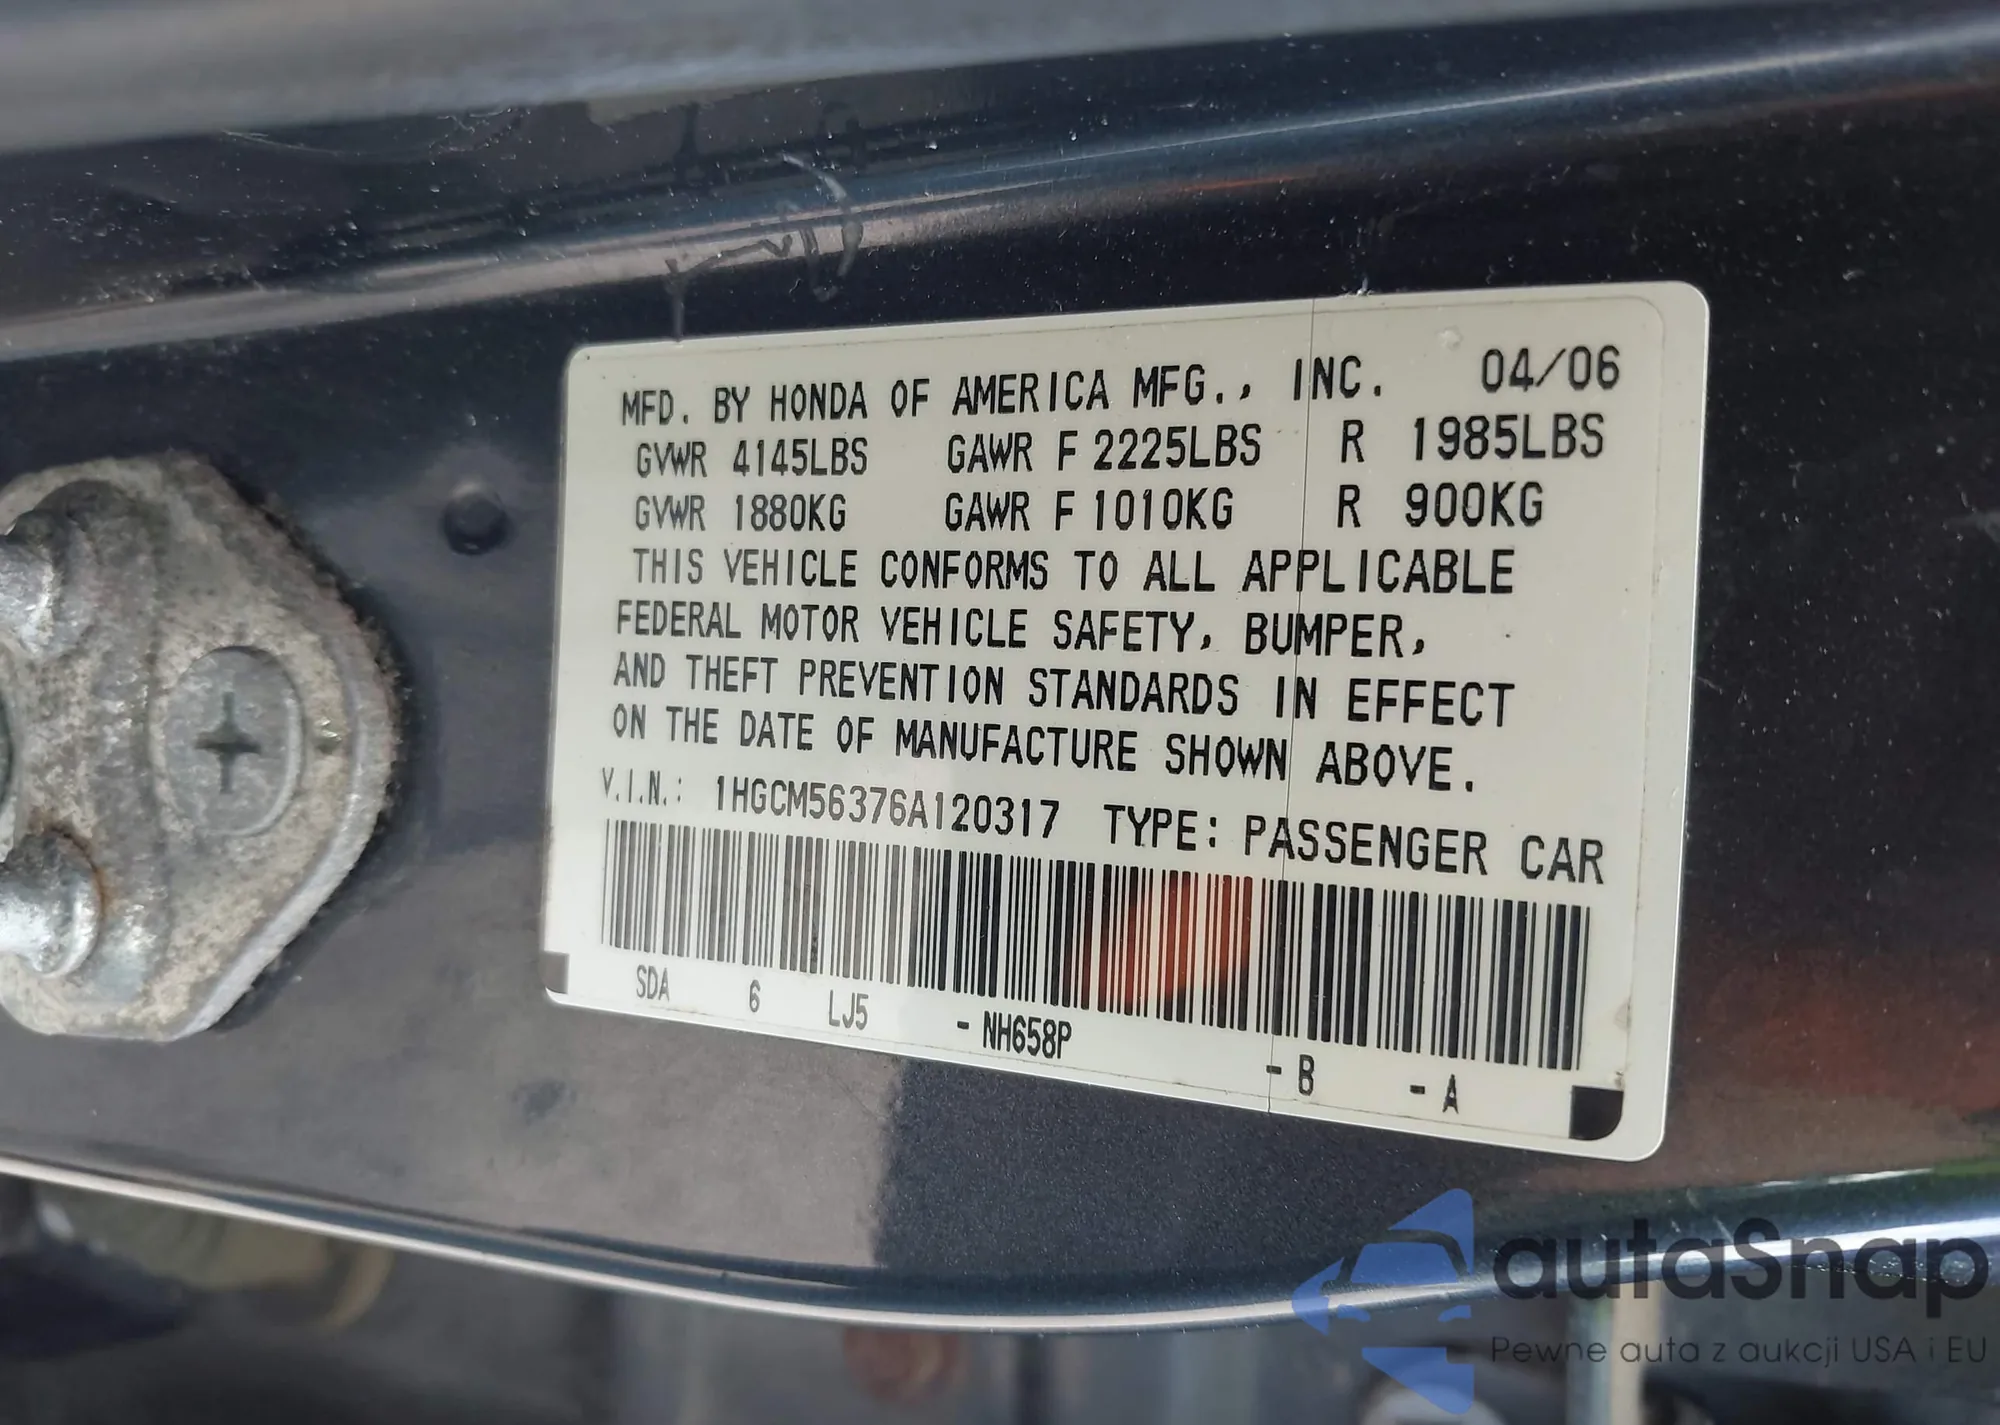 MFD. BY HONDA OF AMERICA MFG., INC. 04/06
GVWR 4145LBS GAWR F 2225LBS R 1985LBS
GVWR 1880KG GAWR F 1010KG R 900KG
THIS VEHICLE CONFORMS TO ALL APPLICABLE
FEDERAL MOTOR VEHICLE SAFETY, BUMPER,
AND THEFT PREVENTION STANDARDS IN EFFECT
ON THE DATE OF MANUFACTURE SHOWN ABOVE.
V.I.N.: 1HGCM56376A120317 TYPE: PASSENGER CAR
SDA 6 LJ5 - NH658P - B - A
autaSnap
Pewne auta z aukcji USA i EU